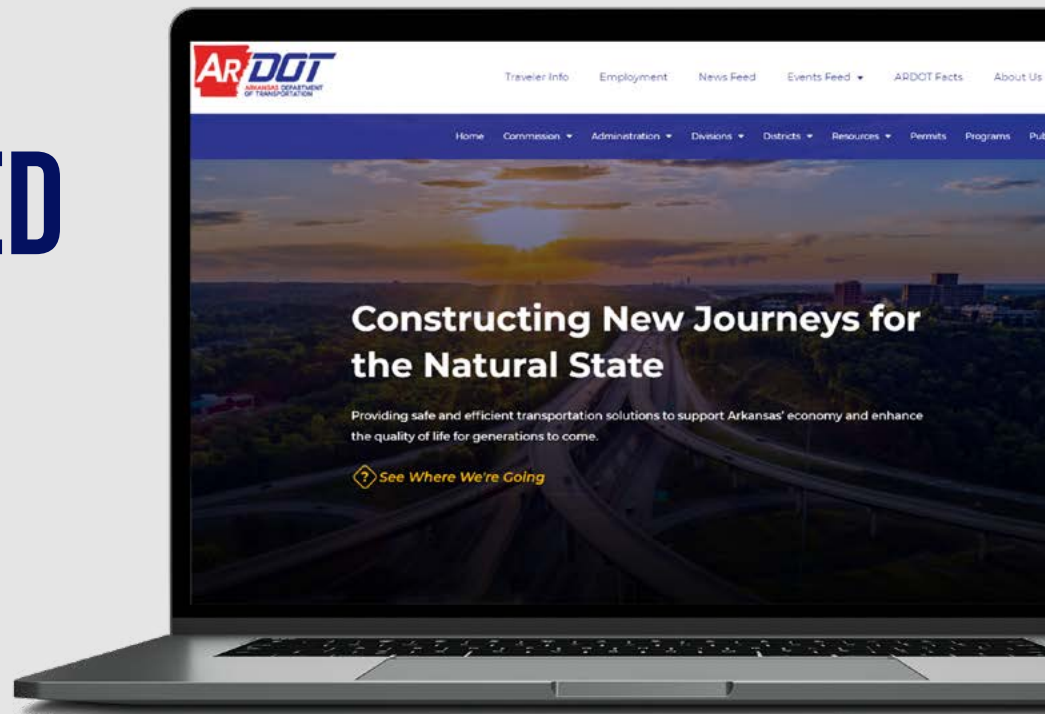 ED
ARDOT
ARKANSAS DEPARTMENT
OF TRANSPORTATION
Traveler Info Employment News Feed Events Feed ARDOT Facts About Us
Home Commission Administration Divisions Districts Resources Permits Programs
Constructing New Journeys for
the Natural State
Providing safe and efficient transportation solutions to support Arkansas' economy and enhance
the quality of life for generations to come.
? See Where We're Going